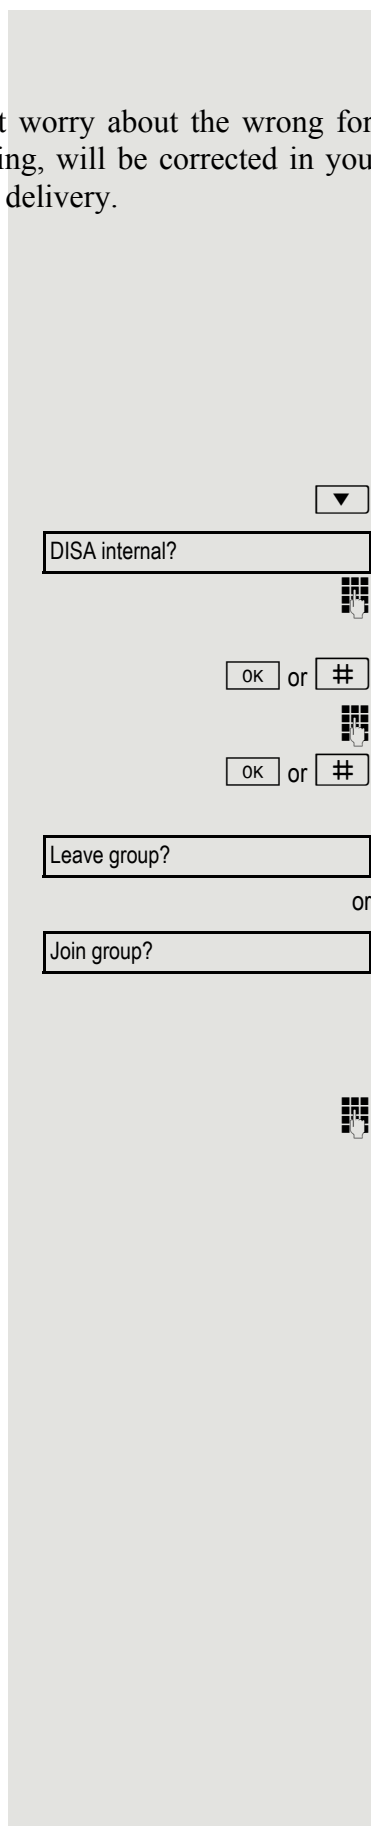 t worry about the wrong for
ing, will be corrected in you
delivery.
DISA internal?
OK or #
OK or #
Leave group?
or
Join group?